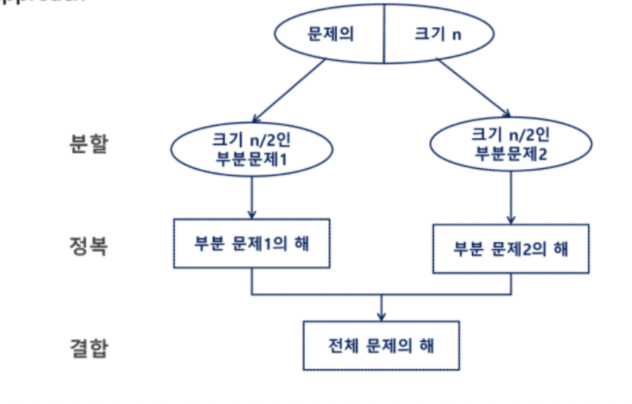 문제의 크기 n
분할
크기 n/2인
부분문제1
크기 n/2인
부분문제2
정복
부분 문제1의 해
부분 문제2의 해
결합
전체 문제의 해